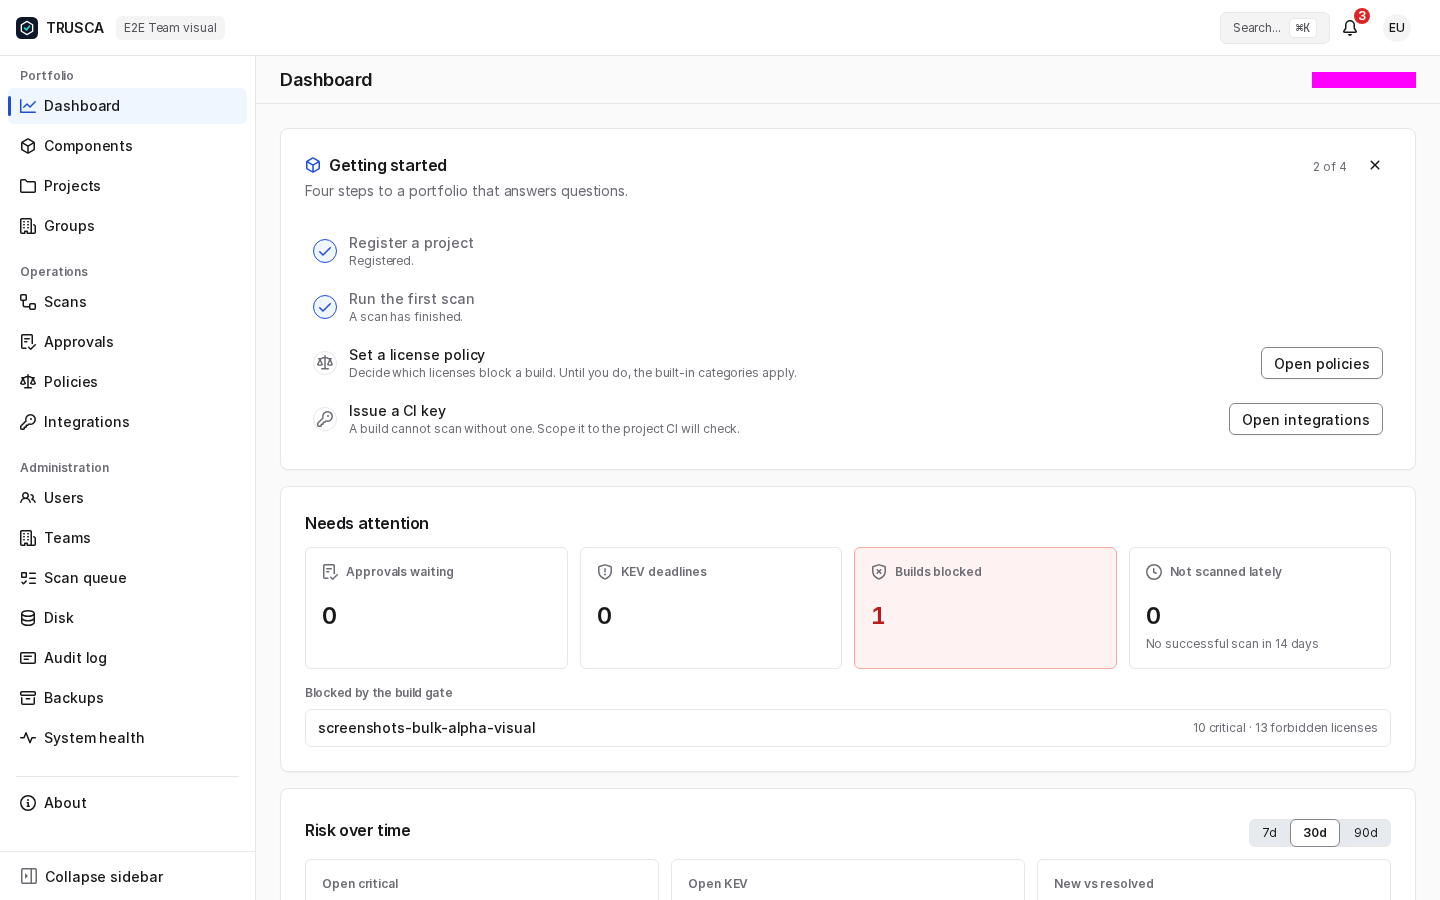 TRUSCA
E2E Team visual
Search...
⌘K
3
EU
Portfolio
Dashboard
Components
Projects
Groups
Operations
Scans
Approvals
Policies
Integrations
Administration
Users
Teams
Scan queue
Disk
Audit log
Backups
System health
About
Collapse sidebar
Dashboard
Getting started
2 of 4
Four steps to a portfolio that answers questions.
Register a project
Registered.
Run the first scan
A scan has finished.
Set a license policy
Decide which licenses block a build. Until you do, the built-in categories apply.
Open policies
Issue a CI key
A build cannot scan without one. Scope it to the project CI will check.
Open integrations
Needs attention
Approvals waiting
0
KEV deadlines
0
Builds blocked
1
Not scanned lately
0
No successful scan in 14 days
Blocked by the build gate
screenshots-bulk-alpha-visual
10 critical · 13 forbidden licenses
Risk over time
7d
30d
90d
Open critical
Open KEV
New vs resolved